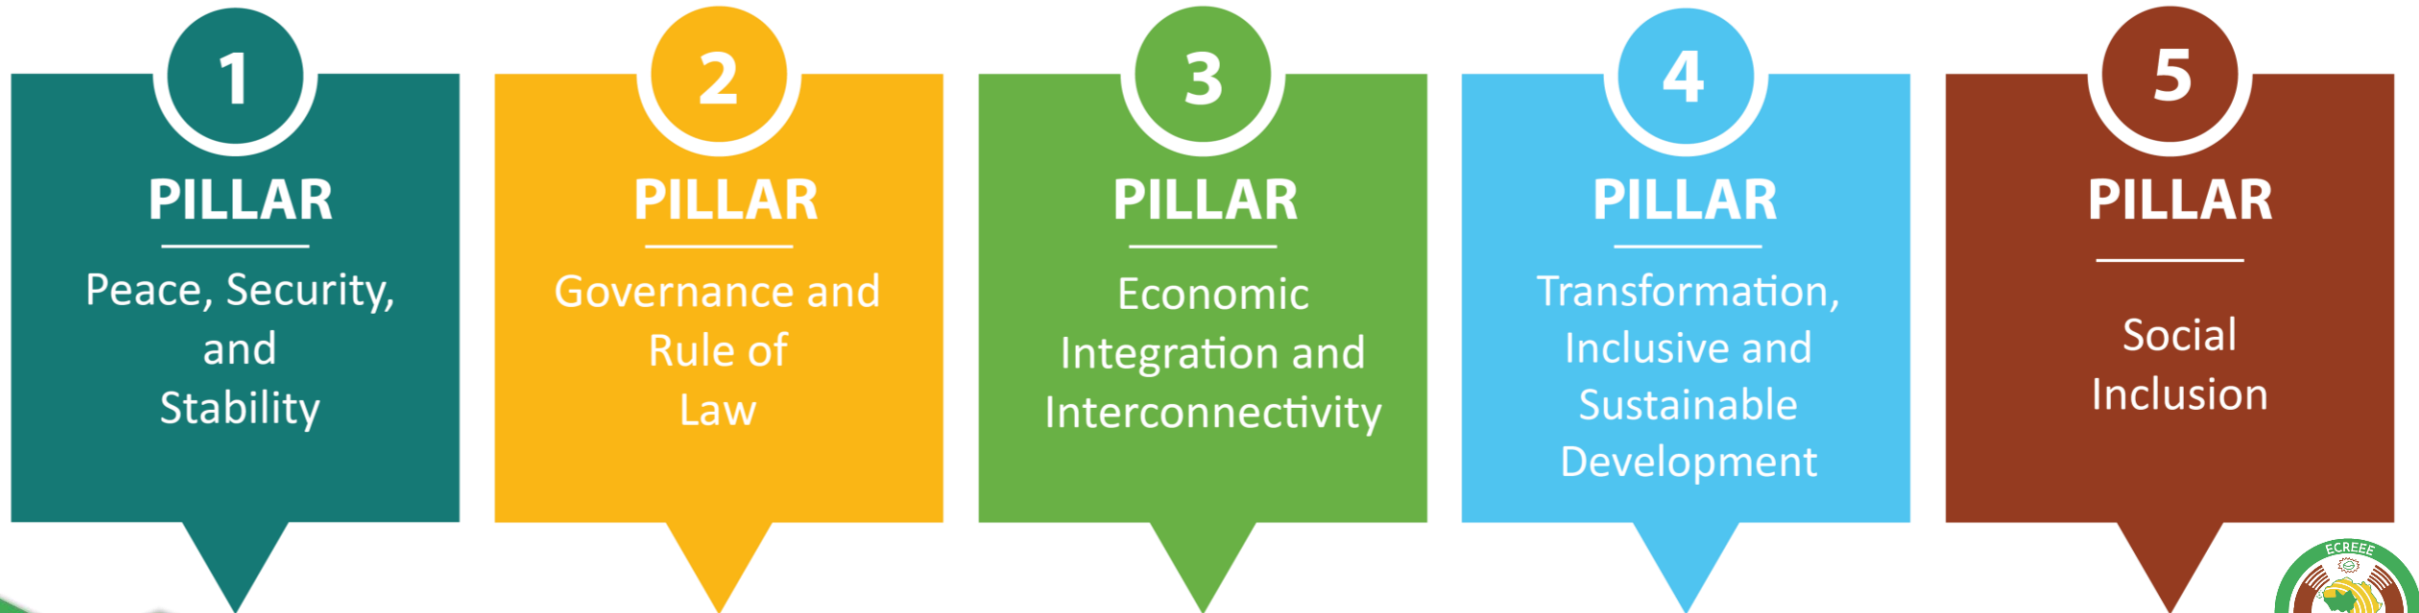 1
PILLAR
Peace, Security,
and
Stability
2
PILLAR
Governance and
Rule of
Law
3
PILLAR
Economic
Integration and
Interconnectivity
4
PILLAR
Transformation,
Inclusive and
Sustainable
Development
5
PILLAR
Social
Inclusion
ECREEE